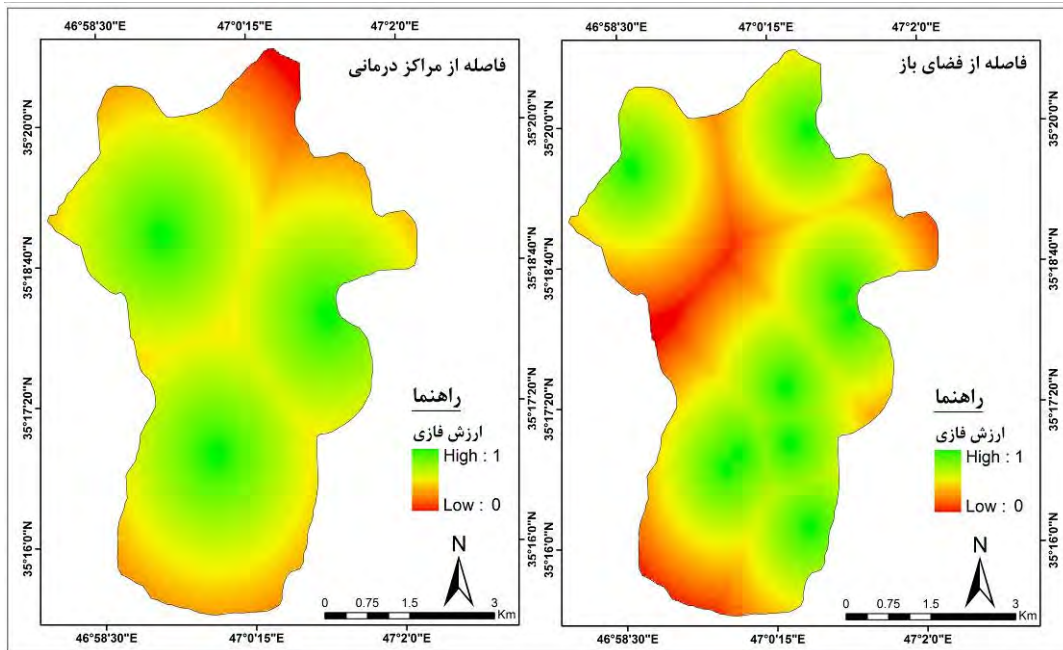 46°58'30"E 47°0'15"E 47°2'0"E
فاصله از مراکز درمانی
35°20'0"N
35°18'40"N
35°17'20"N
35°16'0"N
راهنما
ارزش فازی
High : 1
Low : 0
N
0 0.75 1.5 3
Km
46°58'30"E 47°0'15"E 47°2'0"E
46°58'30"E 47°0'15"E 47°2'0"E
فاصله از فضای باز
35°20'0"N 35°20'0"N
35°18'40"N 35°18'40"N
35°17'20"N 35°17'20"N
35°16'0"N 35°16'0"N
راهنما
ارزش فازی
High : 1
Low : 0
N
0 0.75 1.5 3
Km
46°58'30"E 47°0'15"E 47°2'0"E